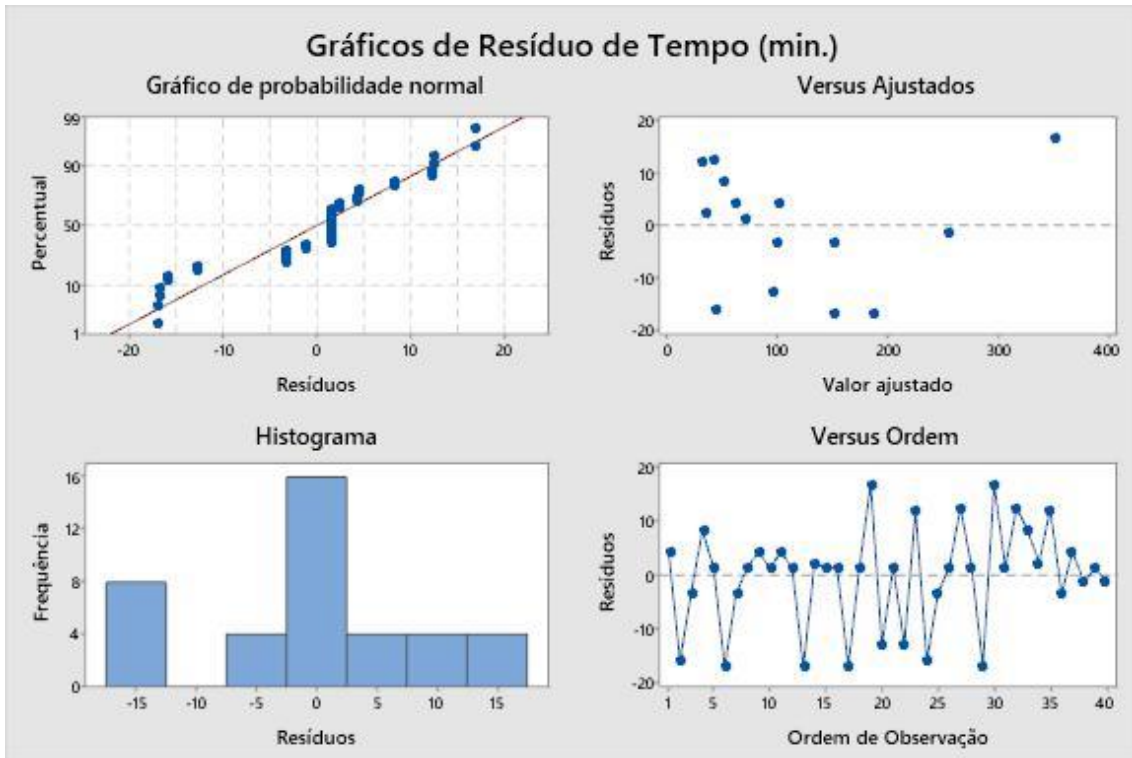 Gráficos de Resíduo de Tempo (min.)
Gráfico de probabilidade normal
Percentual
99
90
50
10
1
-20 -10 0 10 20
Resíduos
Versus Ajustados
Resíduos
20
10
0
-10
-20
0 100 200 300 400
Valor ajustado
Histograma
Frequência
16
12
8
4
0
-15 -10 -5 0 5 10 15
Resíduos
Versus Ordem
Resíduos
20
10
0
-10
-20
1 5 10 15 20 25 30 35 40
Ordem de Observação